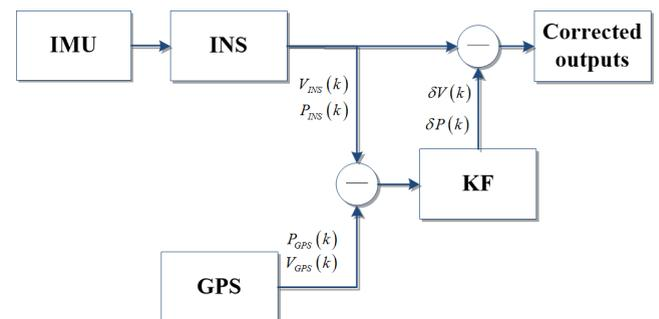 IMU
INS
Corrected
outputs
V_INS (k)
P_INS (k)
δV(k)
δP(k)
KF
P_GPS (k)
V_GPS (k)
GPS